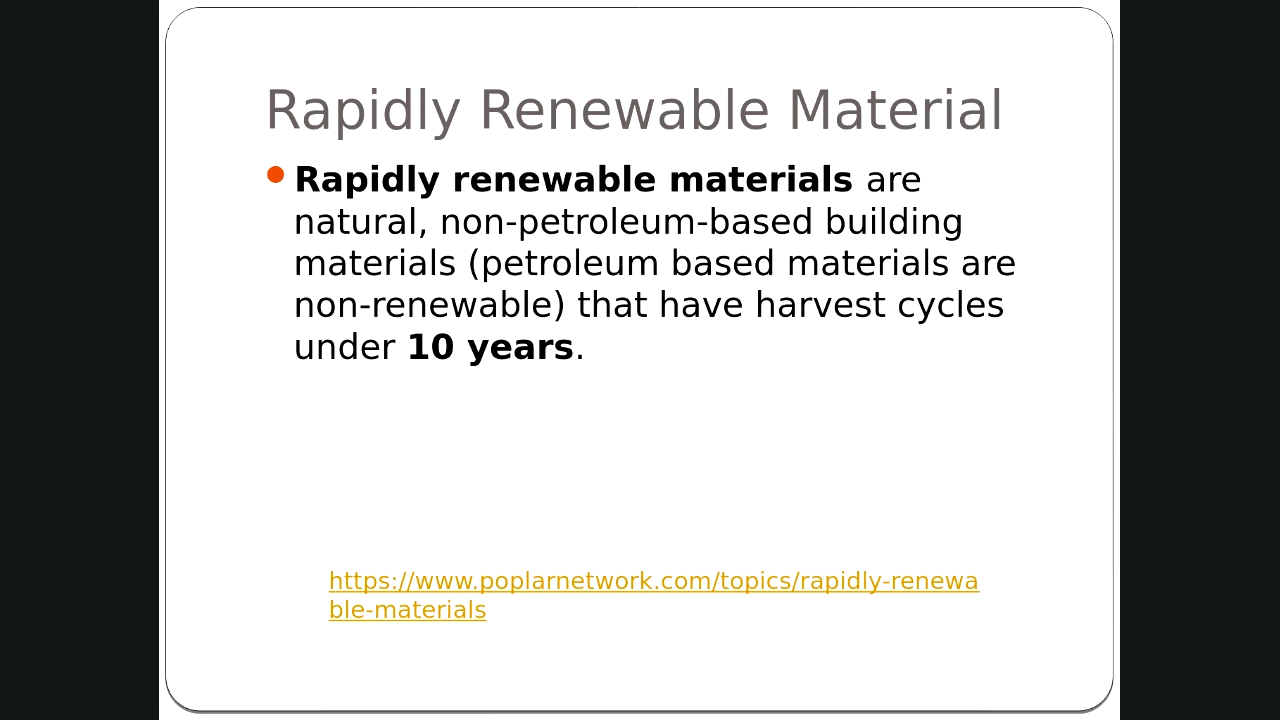 Rapidly Renewable Material
Rapidly renewable materials are
natural, non-petroleum-based building
materials (petroleum based materials are
non-renewable) that have harvest cycles
under 10 years.
https://www.poplarnetwork.com/topics/rapidly-renewa
ble-materials